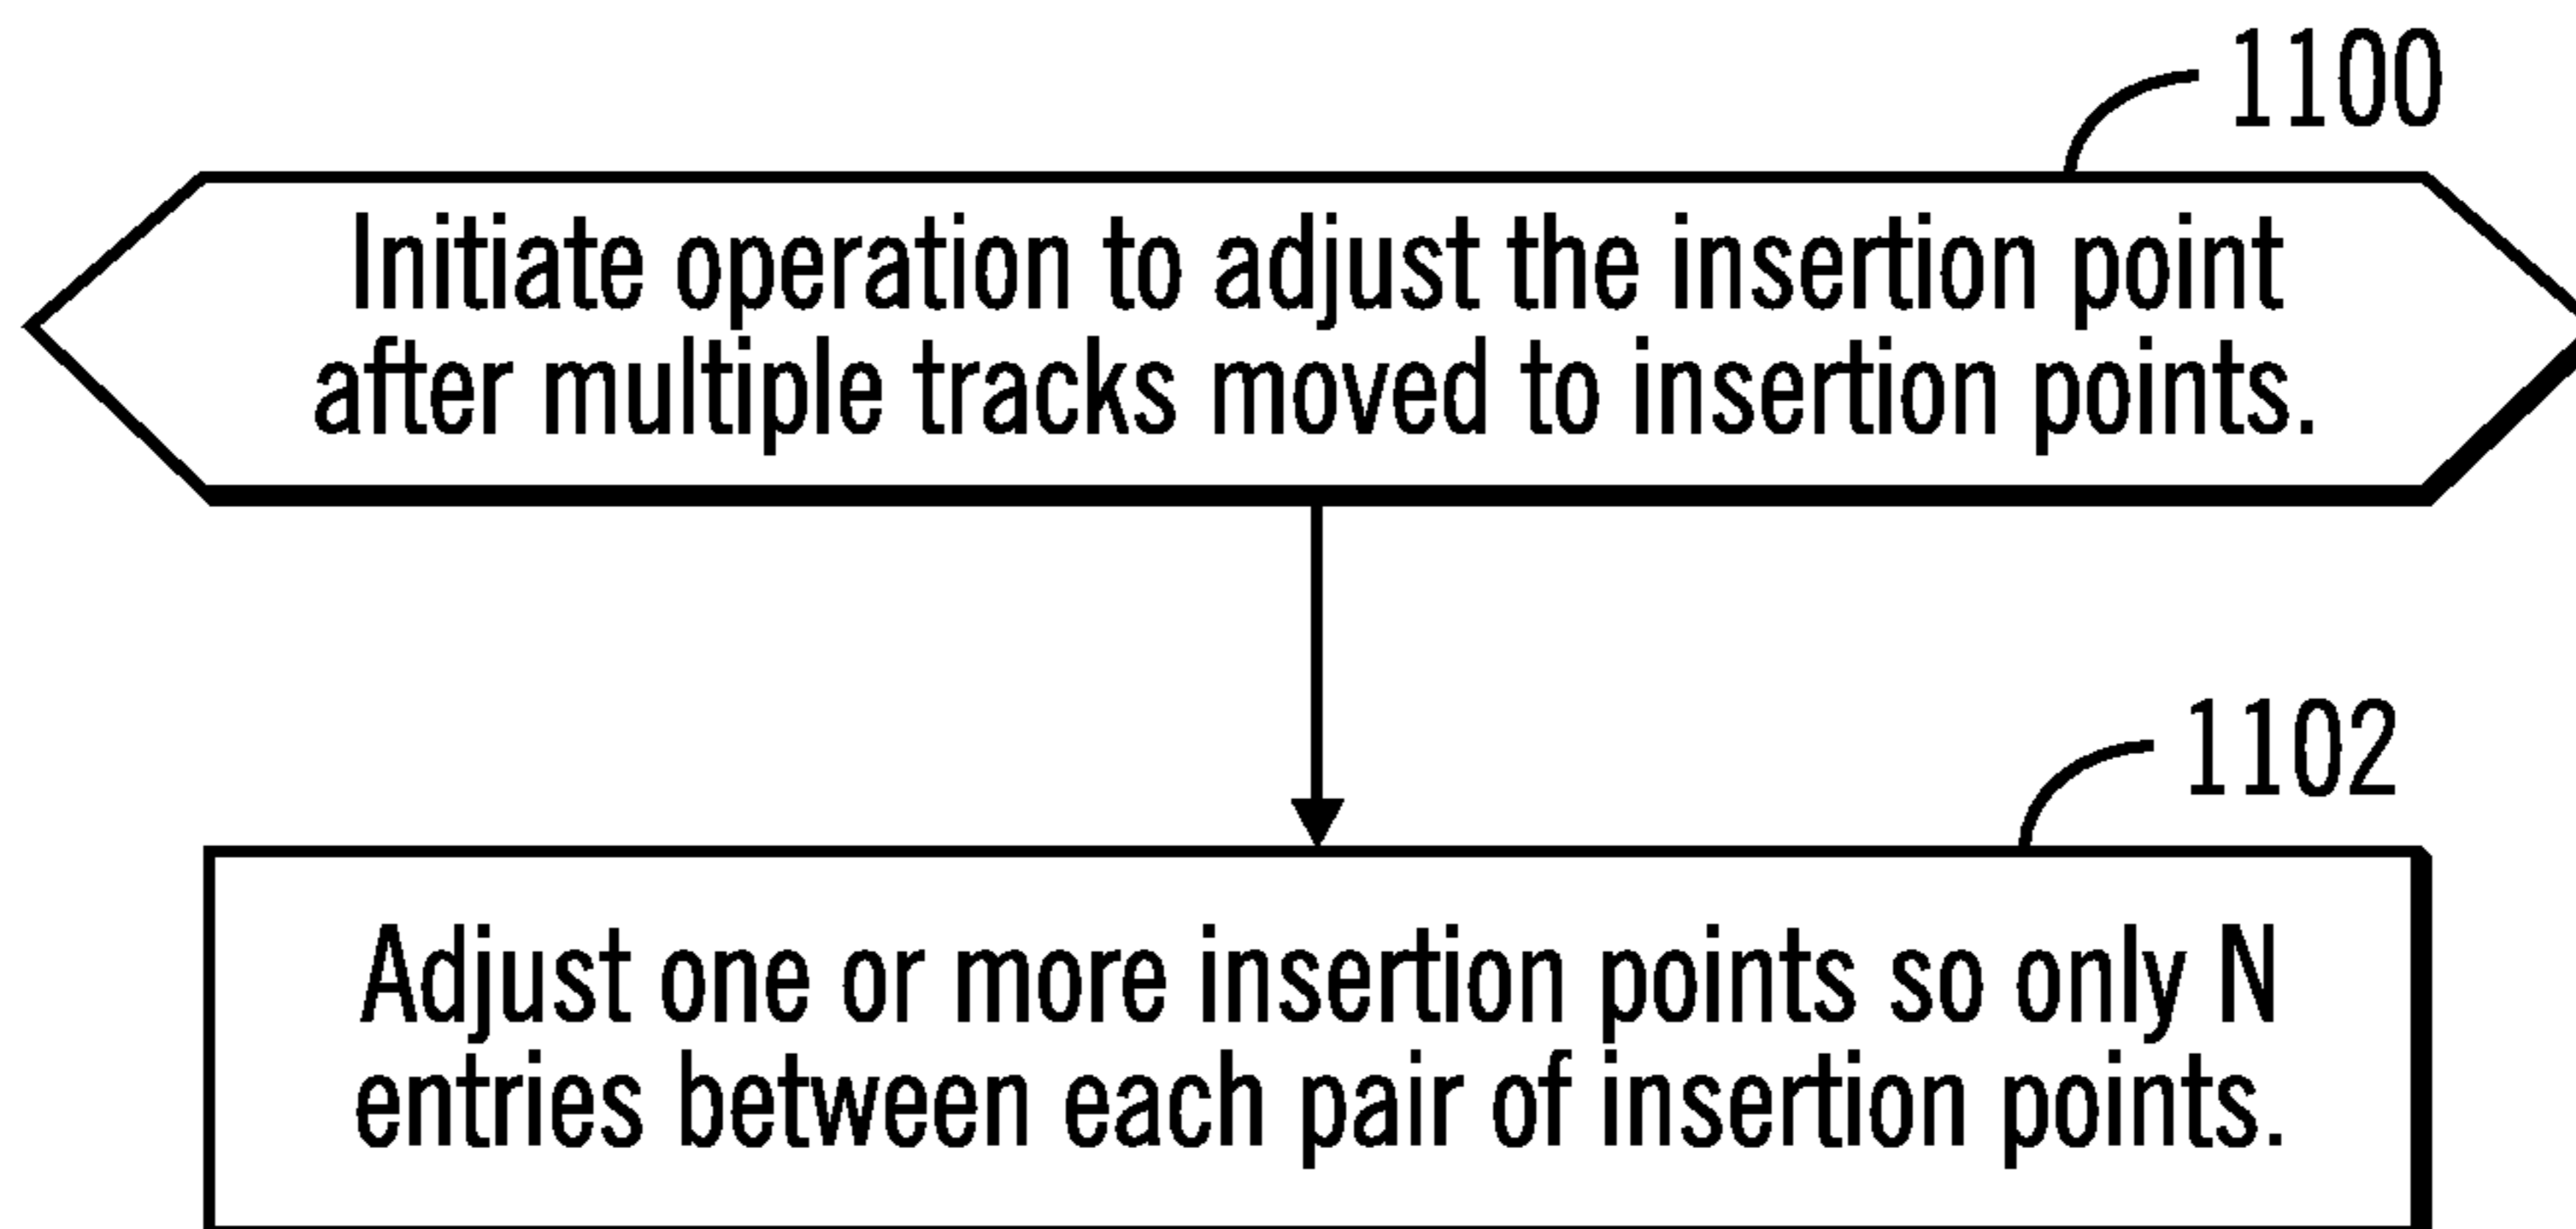 1100
Initiate operation to adjust the insertion point
after multiple tracks moved to insertion points.
1102
Adjust one or more insertion points so only N
entries between each pair of insertion points.